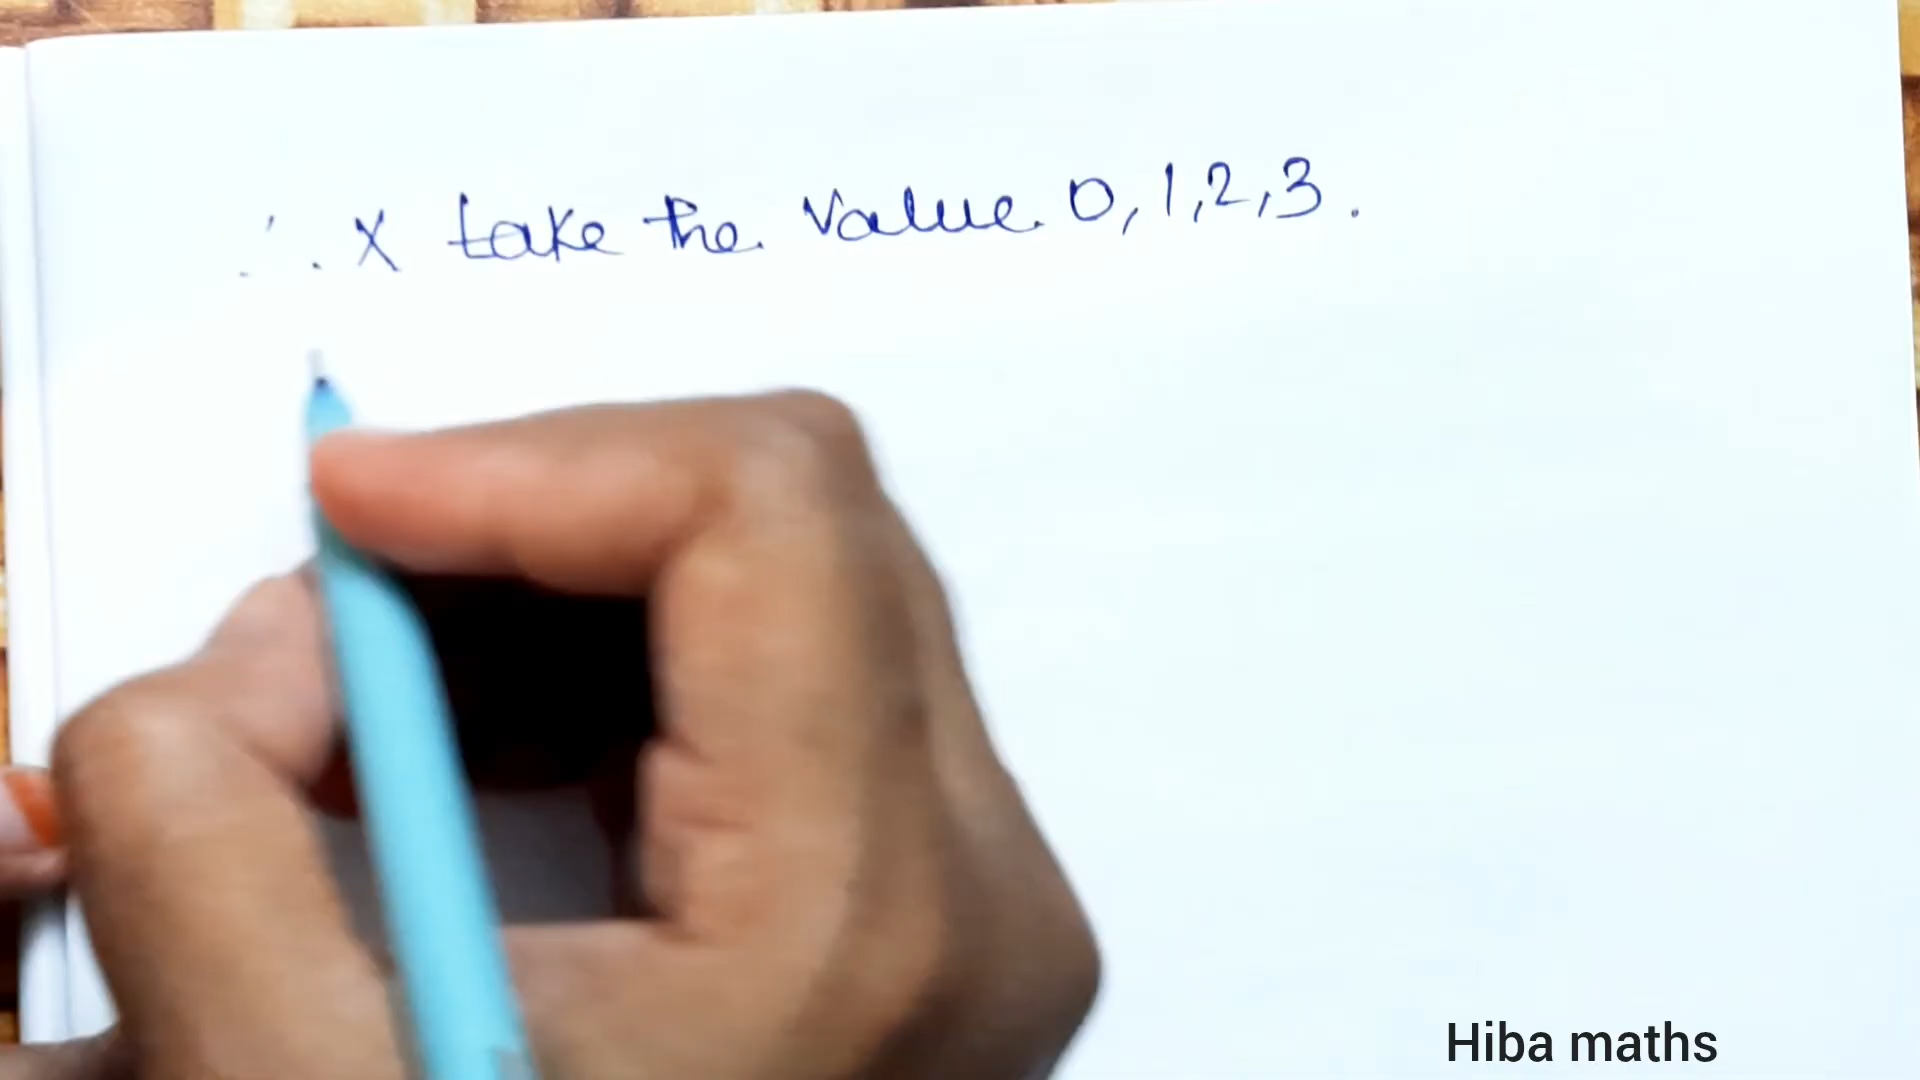 ∴ X take the value 0, 1, 2, 3.
Hiba maths